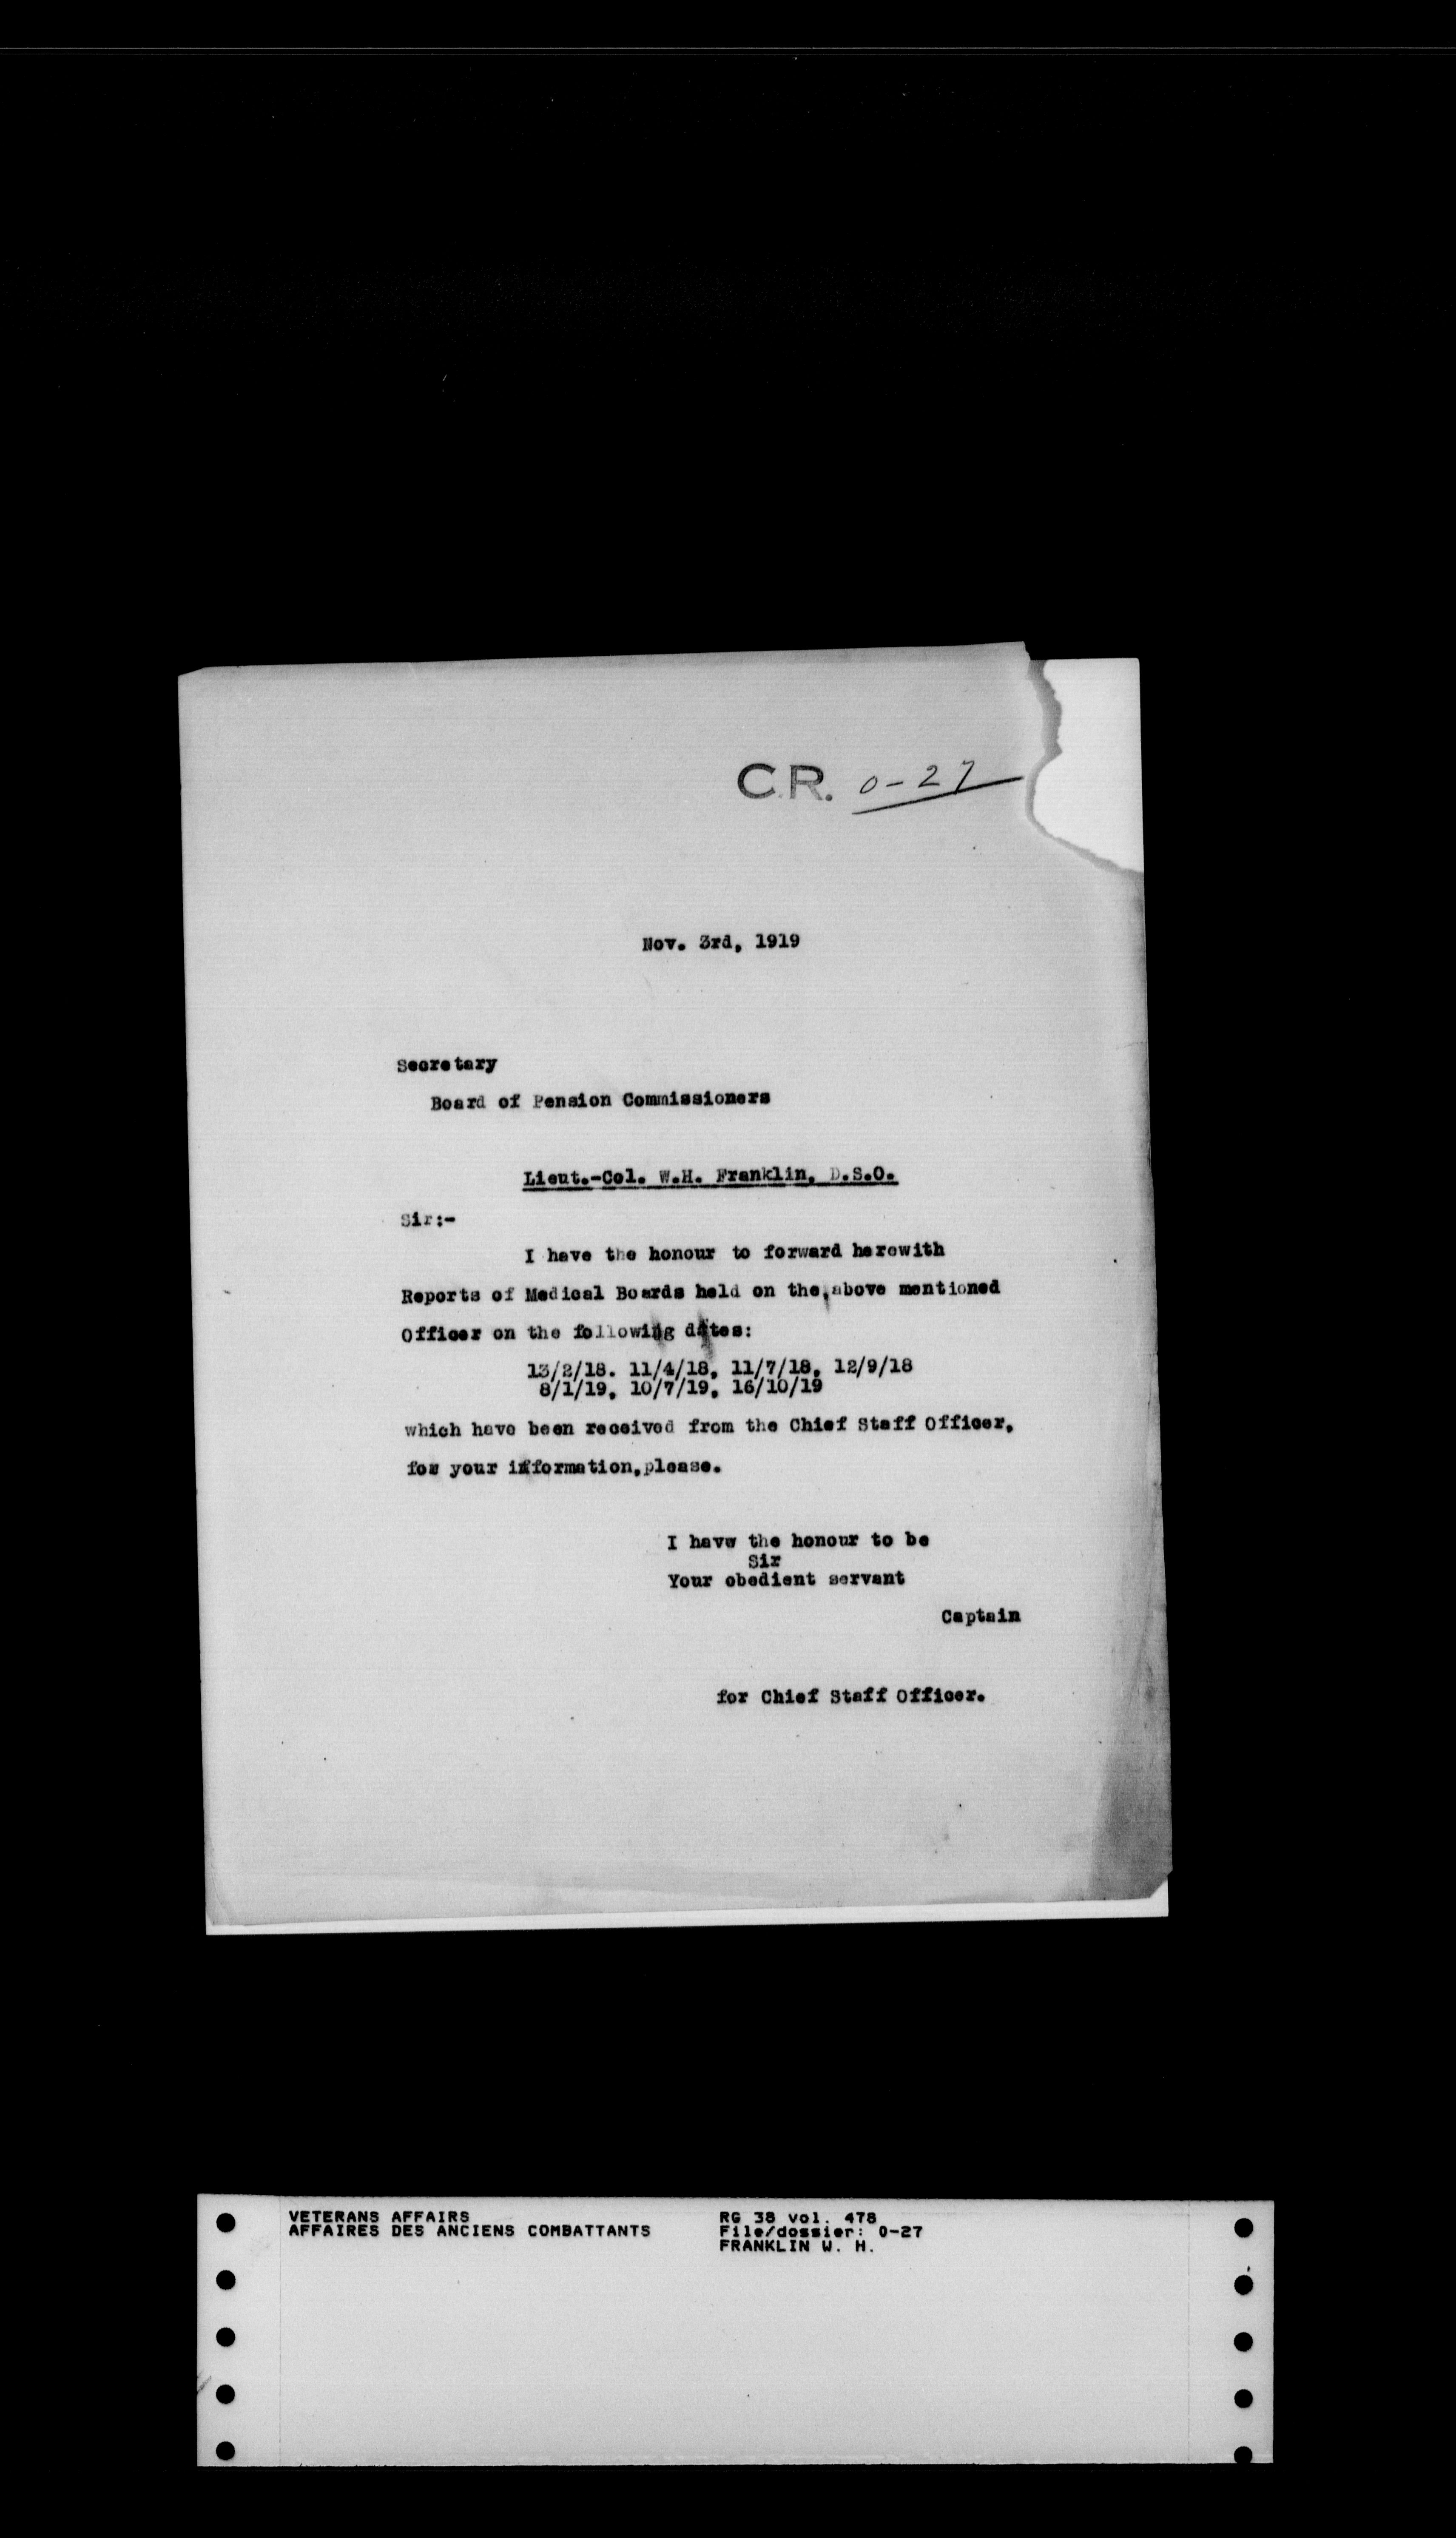 C.R. 0-27
Nov. 3rd, 1919
Secretary
Board of Pension Commissioners
Lieut.-Col. W.H. Franklin, D.S.O.
Sir:-
I have the honour to forward herewith
Reports of Medical Boards held on the,above mentioned
Officer on the following dates:
13/2/18. 11/4/18, 11/7/18, 12/9/18
8/1/19, 10/7/19, 16/10/19
which have been received from the Chief Staff Officer,
for your information,please.
I have the honour to be
Sir
Your obedient servant
Captain
for Chief Staff Officer.
VETERANS AFFAIRS
AFFAIRES DES ANCIENS COMBATTANTS
RG 38 vol. 478
File/dossier: 0-27
FRANKLIN W. H.